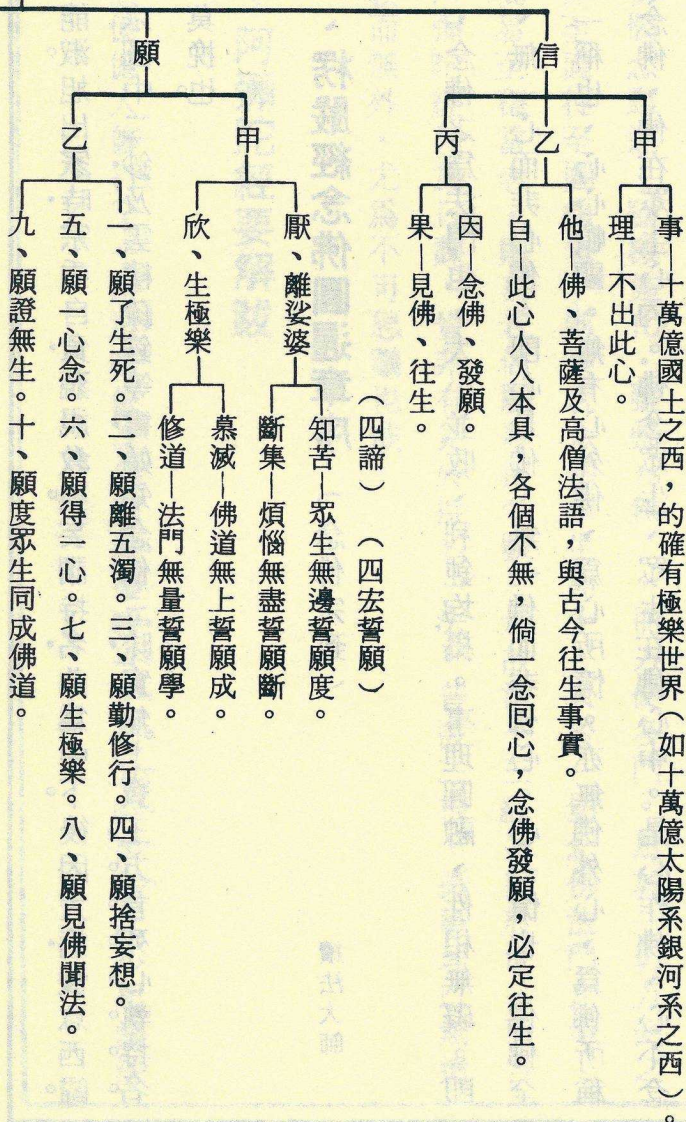 信
甲
事—十萬億國土之西，的確有極樂世界（如十萬億太陽系銀河系之西）。
理—不出此心。
乙
他—佛、菩薩及高僧法語，與古今往生事實。
自—此心人人本具，各個不無，倘一念回心，念佛發願，必定往生。
丙
因—念佛、發願。
果—見佛、往生。
願
甲
（四諦）（四宏誓願）
厭、離娑婆
知苦—眾生無邊誓願度。
斷集—煩惱無盡誓願斷。
欣、生極樂
慕滅—佛道無上誓願成。
修道—法門無量誓願學。
乙
一、願了生死。二、願離五濁。三、願勤修行。四、願捨妄想。
五、願一心念。六、願得一心。七、願生極樂。八、願見佛聞法。
九、願證無生。十、願度眾生同成佛道。